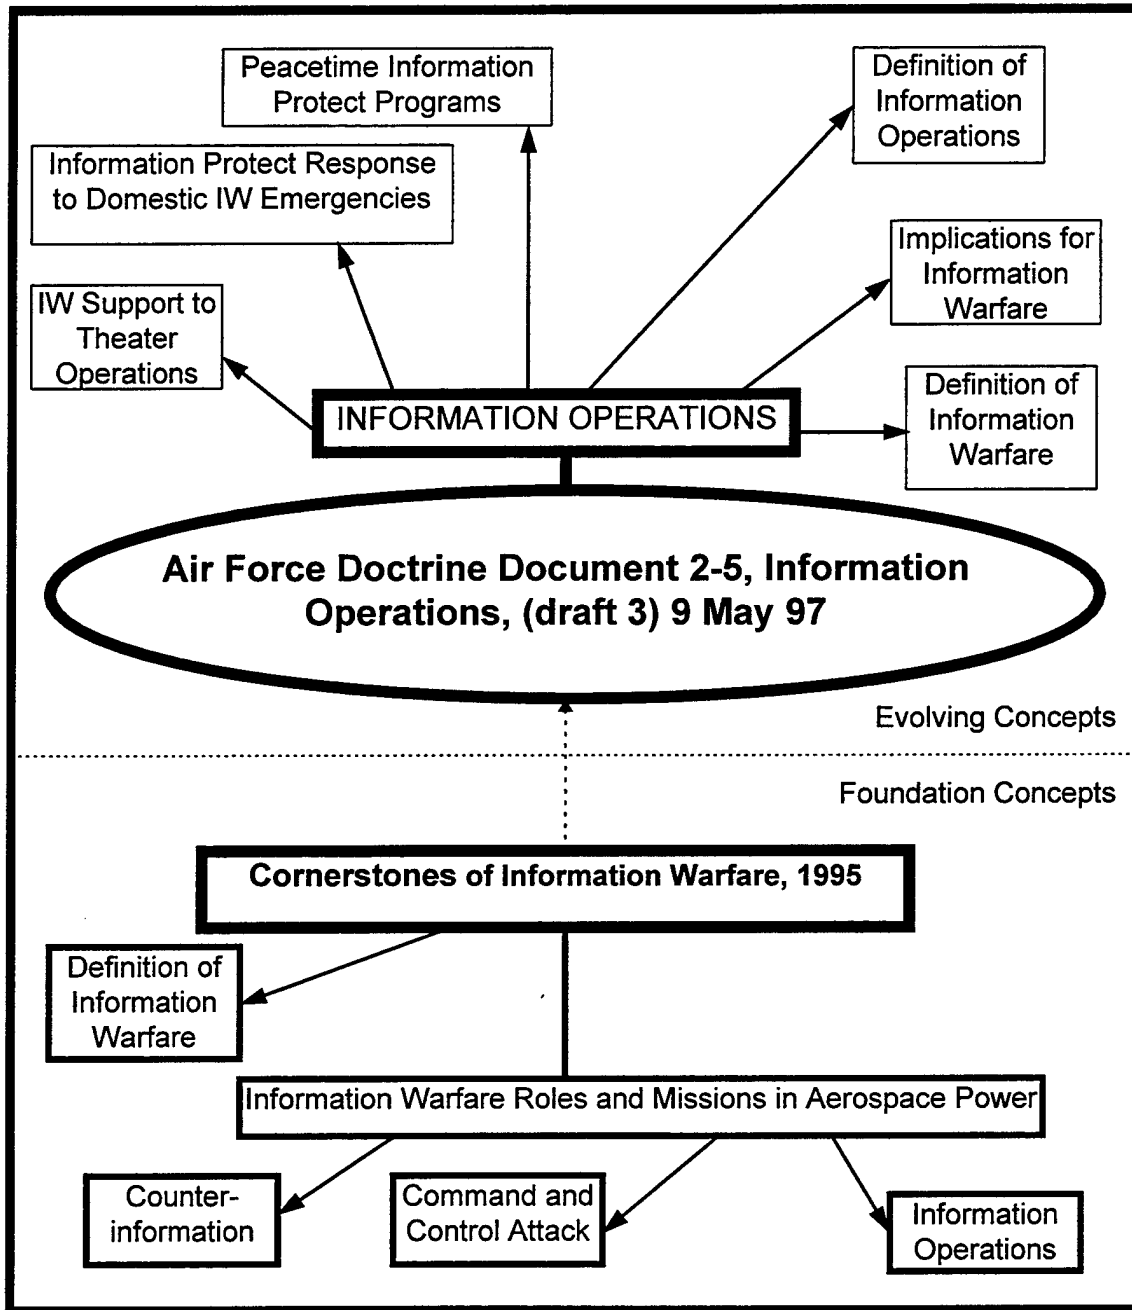 Peacetime Information
Protect Programs
Definition of
Information
Operations
Information Protect Response
to Domestic IW Emergencies
Implications for
Information
Warfare
IW Support to
Theater
Operations
Definition of
Information
Warfare
INFORMATION OPERATIONS
Air Force Doctrine Document 2-5, Information
Operations, (draft 3) 9 May 97
Evolving Concepts
Foundation Concepts
Cornerstones of Information Warfare, 1995
Definition of
Information
Warfare
Information Warfare Roles and Missions in Aerospace Power
Counter-
information
Command and
Control Attack
Information
Operations